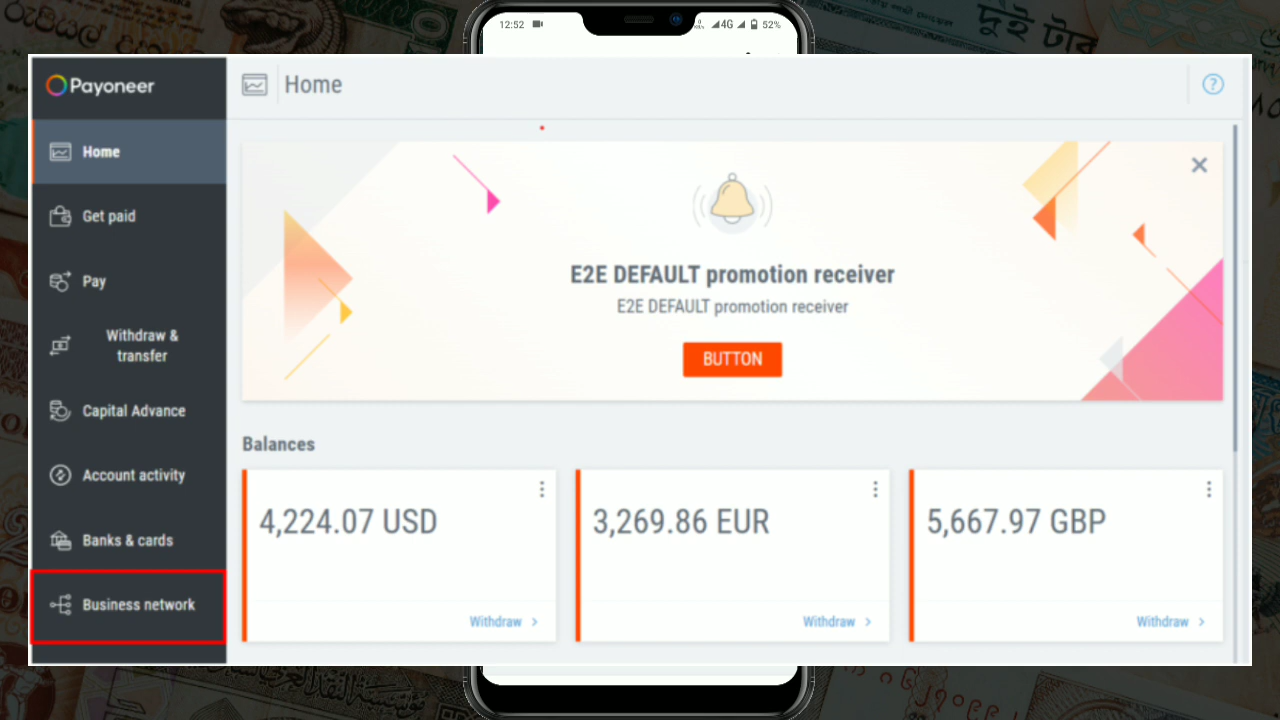 රුපියල්
දුයි ටාක
12:52
4G
52%
Payoneer
Home
?
Home
Get paid
Pay
Withdraw &
transfer
Capital Advance
Account activity
Banks & cards
Business network
E2E DEFAULT promotion receiver
E2E DEFAULT promotion receiver
BUTTON
Balances
4,224.07 USD
3,269.86 EUR
5,667.97 GBP
Withdraw >
Withdraw >
Withdraw >